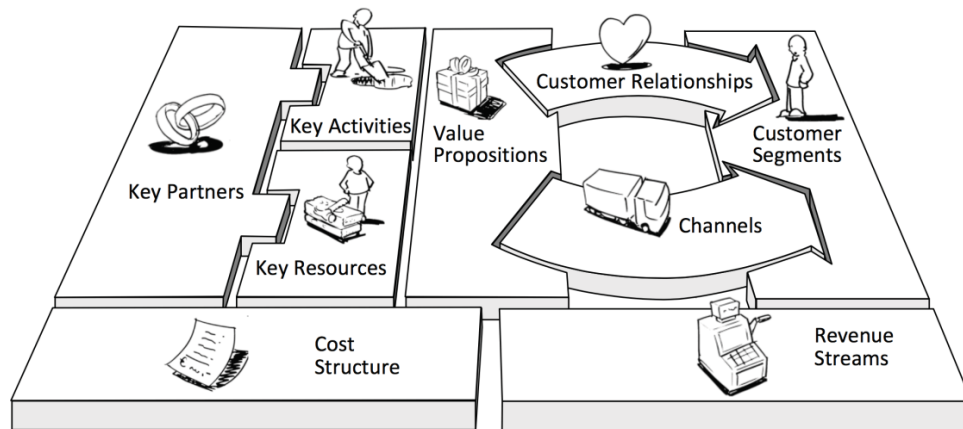 Key Partners
Key Activities
Key Resources
Value
Propositions
Customer Relationships
Channels
Customer
Segments
Cost
Structure
Revenue
Streams